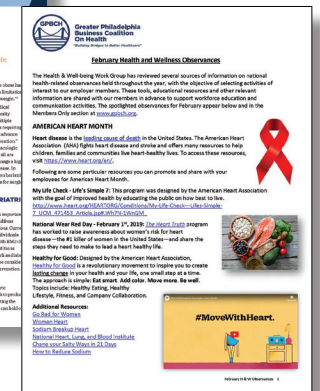 GPBCH
Greater Philadelphia
Business Coalition
On Health
"Building Bridges to Better Healthcare"
February Health and Wellness Observances
The Health & Well-being Work Group has reviewed several sources of information on national
health-related observances held throughout the year, with the objective of selecting activities of
interest to our employer members. These tools, educational resources and other relevant
information are shared with our members in advance to support workforce education and
communication activities. The spotlighted observances for February appear below and in the
Members Only section at www.gpbch.org.
AMERICAN HEART MONTH
Heart disease is the leading cause of death in the United States. The American Heart
Association (AHA) fights heart disease and stroke and offers many resources to help
children, families and communities live heart-healthy lives. To access these resources,
visit https://www.heart.org/en/.
Following are some particular resources you can promote and share with your
employees for American Heart Month.
My Life Check - Life's Simple 7: This program was designed by the American Heart Association
with the goal of improved health by educating the public on how best to live.
http://www.heart.org/HEARTORG/Conditions/My-Life-Check---Lifes-Simple-
7_UCM_471453_Article.jsp#.Wh7N-1WnGM
National Wear Red Day - February 1st, 2019: The Heart Truth program
has worked to raise awareness about women's risk for heart
disease—the #1 killer of women in the United States—and share the
steps they need to make to lead a heart healthy life.
Healthy for Good: Designed by the American Heart Association,
Healthy for Good is a revolutionary movement to inspire you to create
lasting change in your health and your life, one small step at a time.
The approach is simple: Eat smart. Add color. Move more. Be well.
Topics include: Healthy Eating, Healthy
Lifestyle, Fitness, and Company Collaboration.
Additional Resources:
Go Red for Women
Women Heart
Sodium Breakup Heart
National Heart, Lung, and Blood Institute
Change your Salty Ways in 21 Days
How to Reduce Sodium
#MoveWithHeart.
February H & W Observances 1